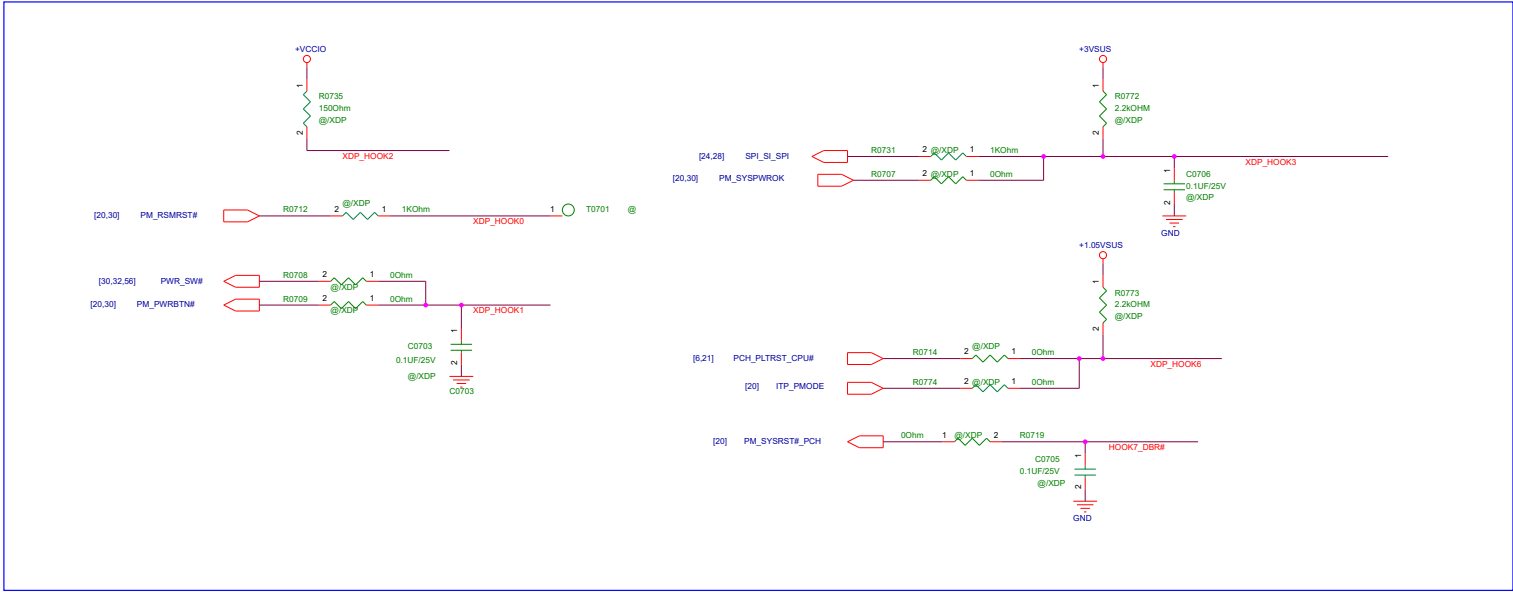 +VCCIO
1
R0735
150Ohm
@/XDP
2
XDP_HOOK2
[20,30] PM_RSMRST# R0712 2 @/XDP 1 1KOhm XDP_HOOK0 1 T0701 @
[30,32,56] PWR_SW# R0708 2 @/XDP 1 0Ohm
[20,30] PM_PWRBTN# R0709 2 @/XDP 1 0Ohm XDP_HOOK1
1
C0703
0.1UF/25V
2
@/XDP
C0703
+3VSUS
1
R0772
2.2kOHM
@/XDP
2
[24,28] SPI_SI_SPI R0731 2 @/XDP 1 1KOhm XDP_HOOK3
[20,30] PM_SYSPWROK R0707 2 @/XDP 1 0Ohm
1
C0706
0.1UF/25V
@/XDP
2
GND
+1.05VSUS
1
R0773
2.2kOHM
@/XDP
2
[6,21] PCH_PLTRST_CPU# R0714 2 @/XDP 1 0Ohm XDP_HOOK6
[20] ITP_PMODE R0774 2 @/XDP 1 0Ohm
[20] PM_SYSRST#_PCH 0Ohm 1 @/XDP 2 R0719 HOOK7_DBR#
1
C0705
0.1UF/25V
@/XDP
2
GND